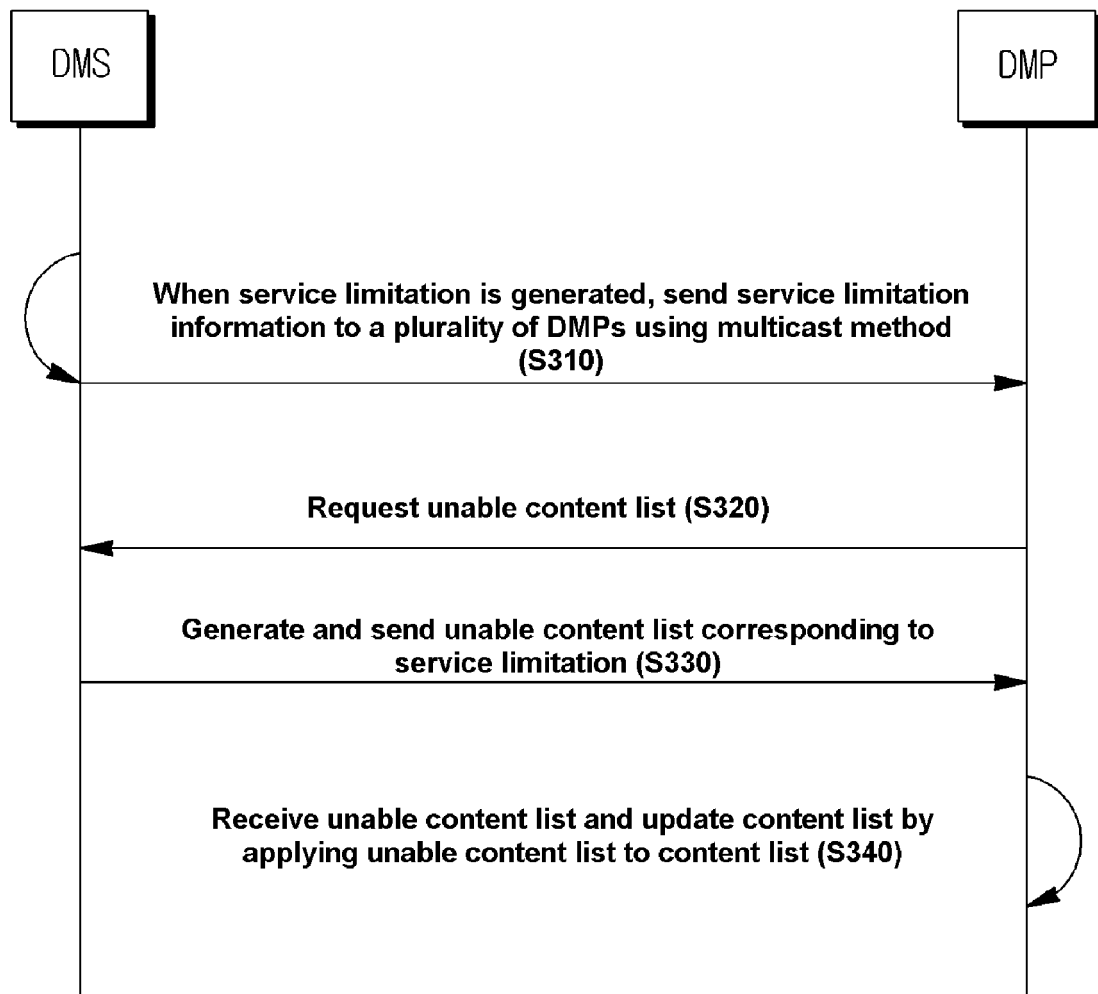 DMS
DMP
When service limitation is generated, send service limitation
information to a plurality of DMPs using multicast method
(S310)
Request unable content list (S320)
Generate and send unable content list corresponding to
service limitation (S330)
Receive unable content list and update content list by
applying unable content list to content list (S340)